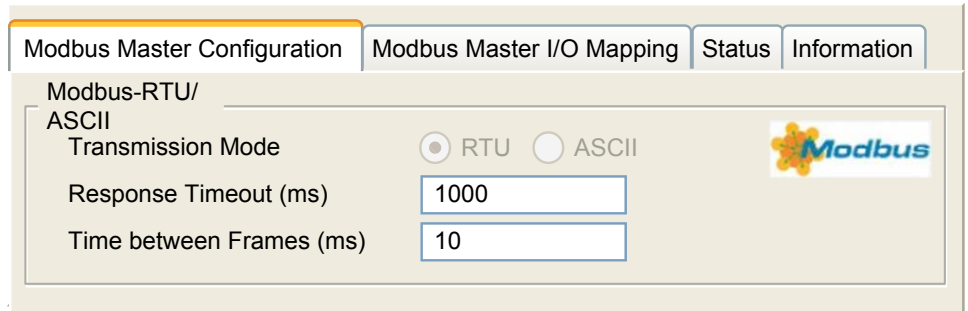 Modbus Master Configuration Modbus Master I/O Mapping Status Information
Modbus-RTU/
ASCII
Transmission Mode RTU ASCII
Modbus
Response Timeout (ms) 1000
Time between Frames (ms) 10